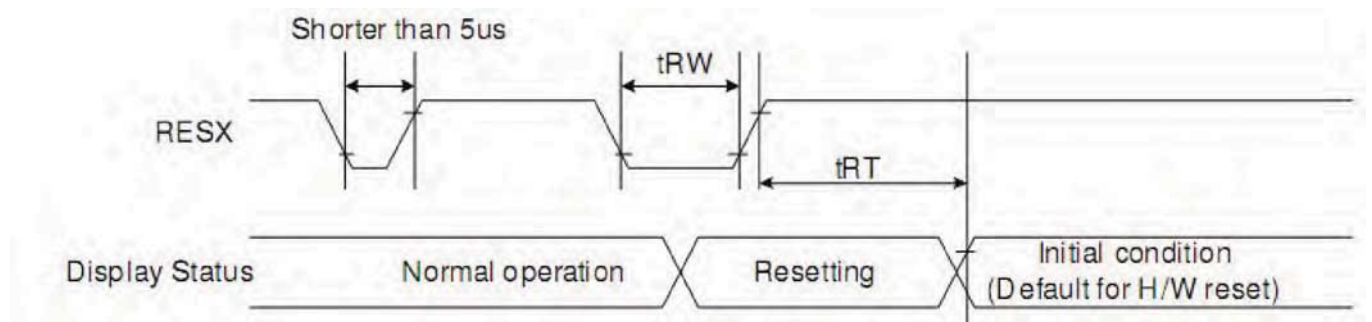 Shorter than 5us
tRW
RESX
tRT
Display Status
Normal operation
Resetting
Initial condition
(Default for H/W reset)